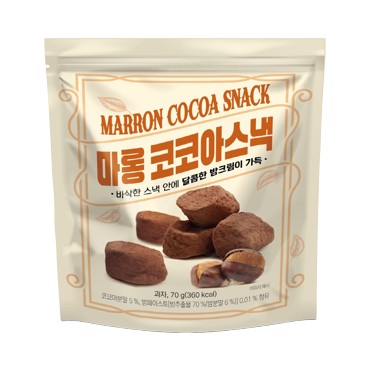 MARRON COCOA SNACK
마롱 코코아스낵
· 바삭한 스낵 안에 달콤한 밤크림이 가득 ·
과자, 70 g (360 kcal)